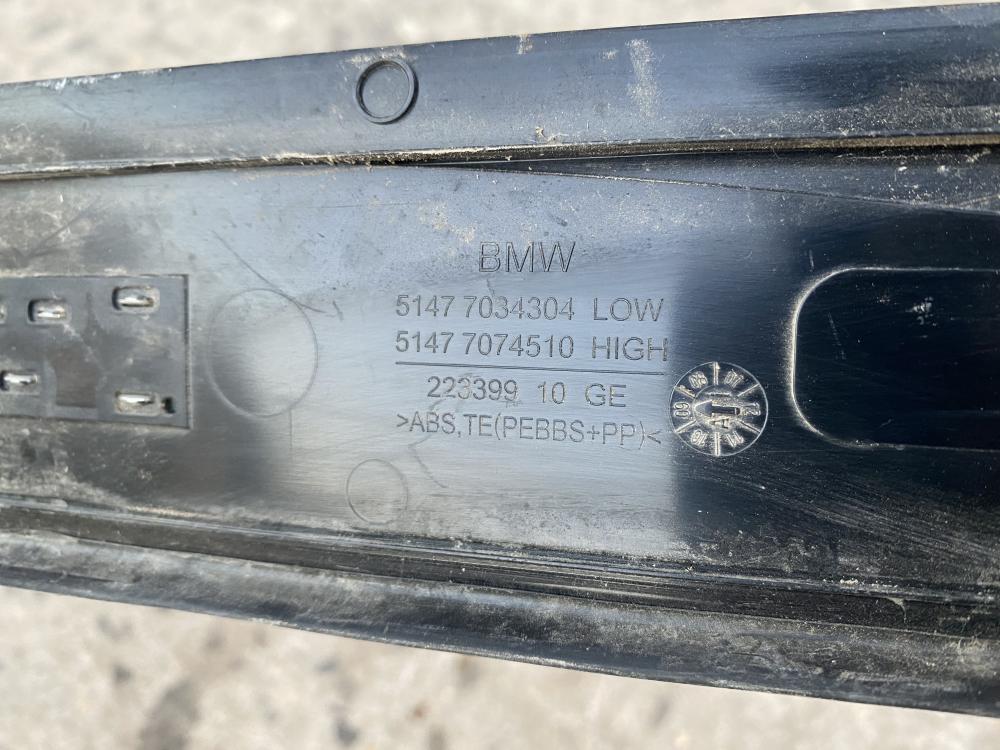 BMW
5147 7034304 LOW
5147 7074510 HIGH
223399 10 GE
>ABS,TE(PEBBS+PP)<